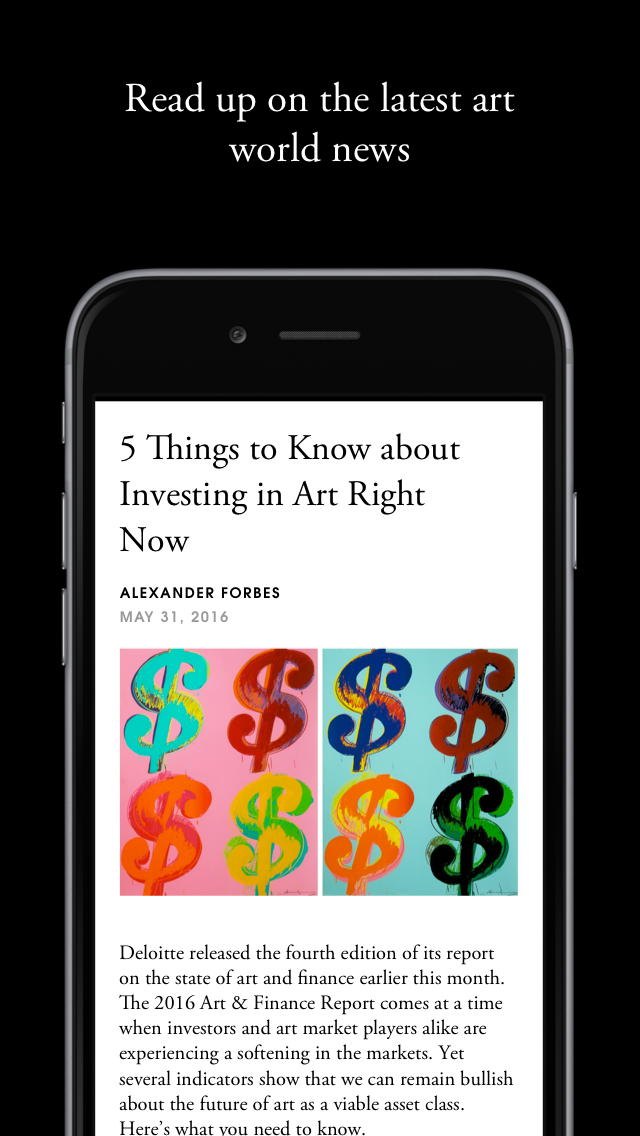 Read up on the latest art
world news
5 Things to Know about
Investing in Art Right
Now
ALEXANDER FORBES
MAY 31, 2016
Deloitte released the fourth edition of its report
on the state of art and finance earlier this month.
The 2016 Art & Finance Report comes at a time
when investors and art market players alike are
experiencing a softening in the markets. Yet
several indicators show that we can remain bullish
about the future of art as a viable asset class.
Here’s what you need to know.